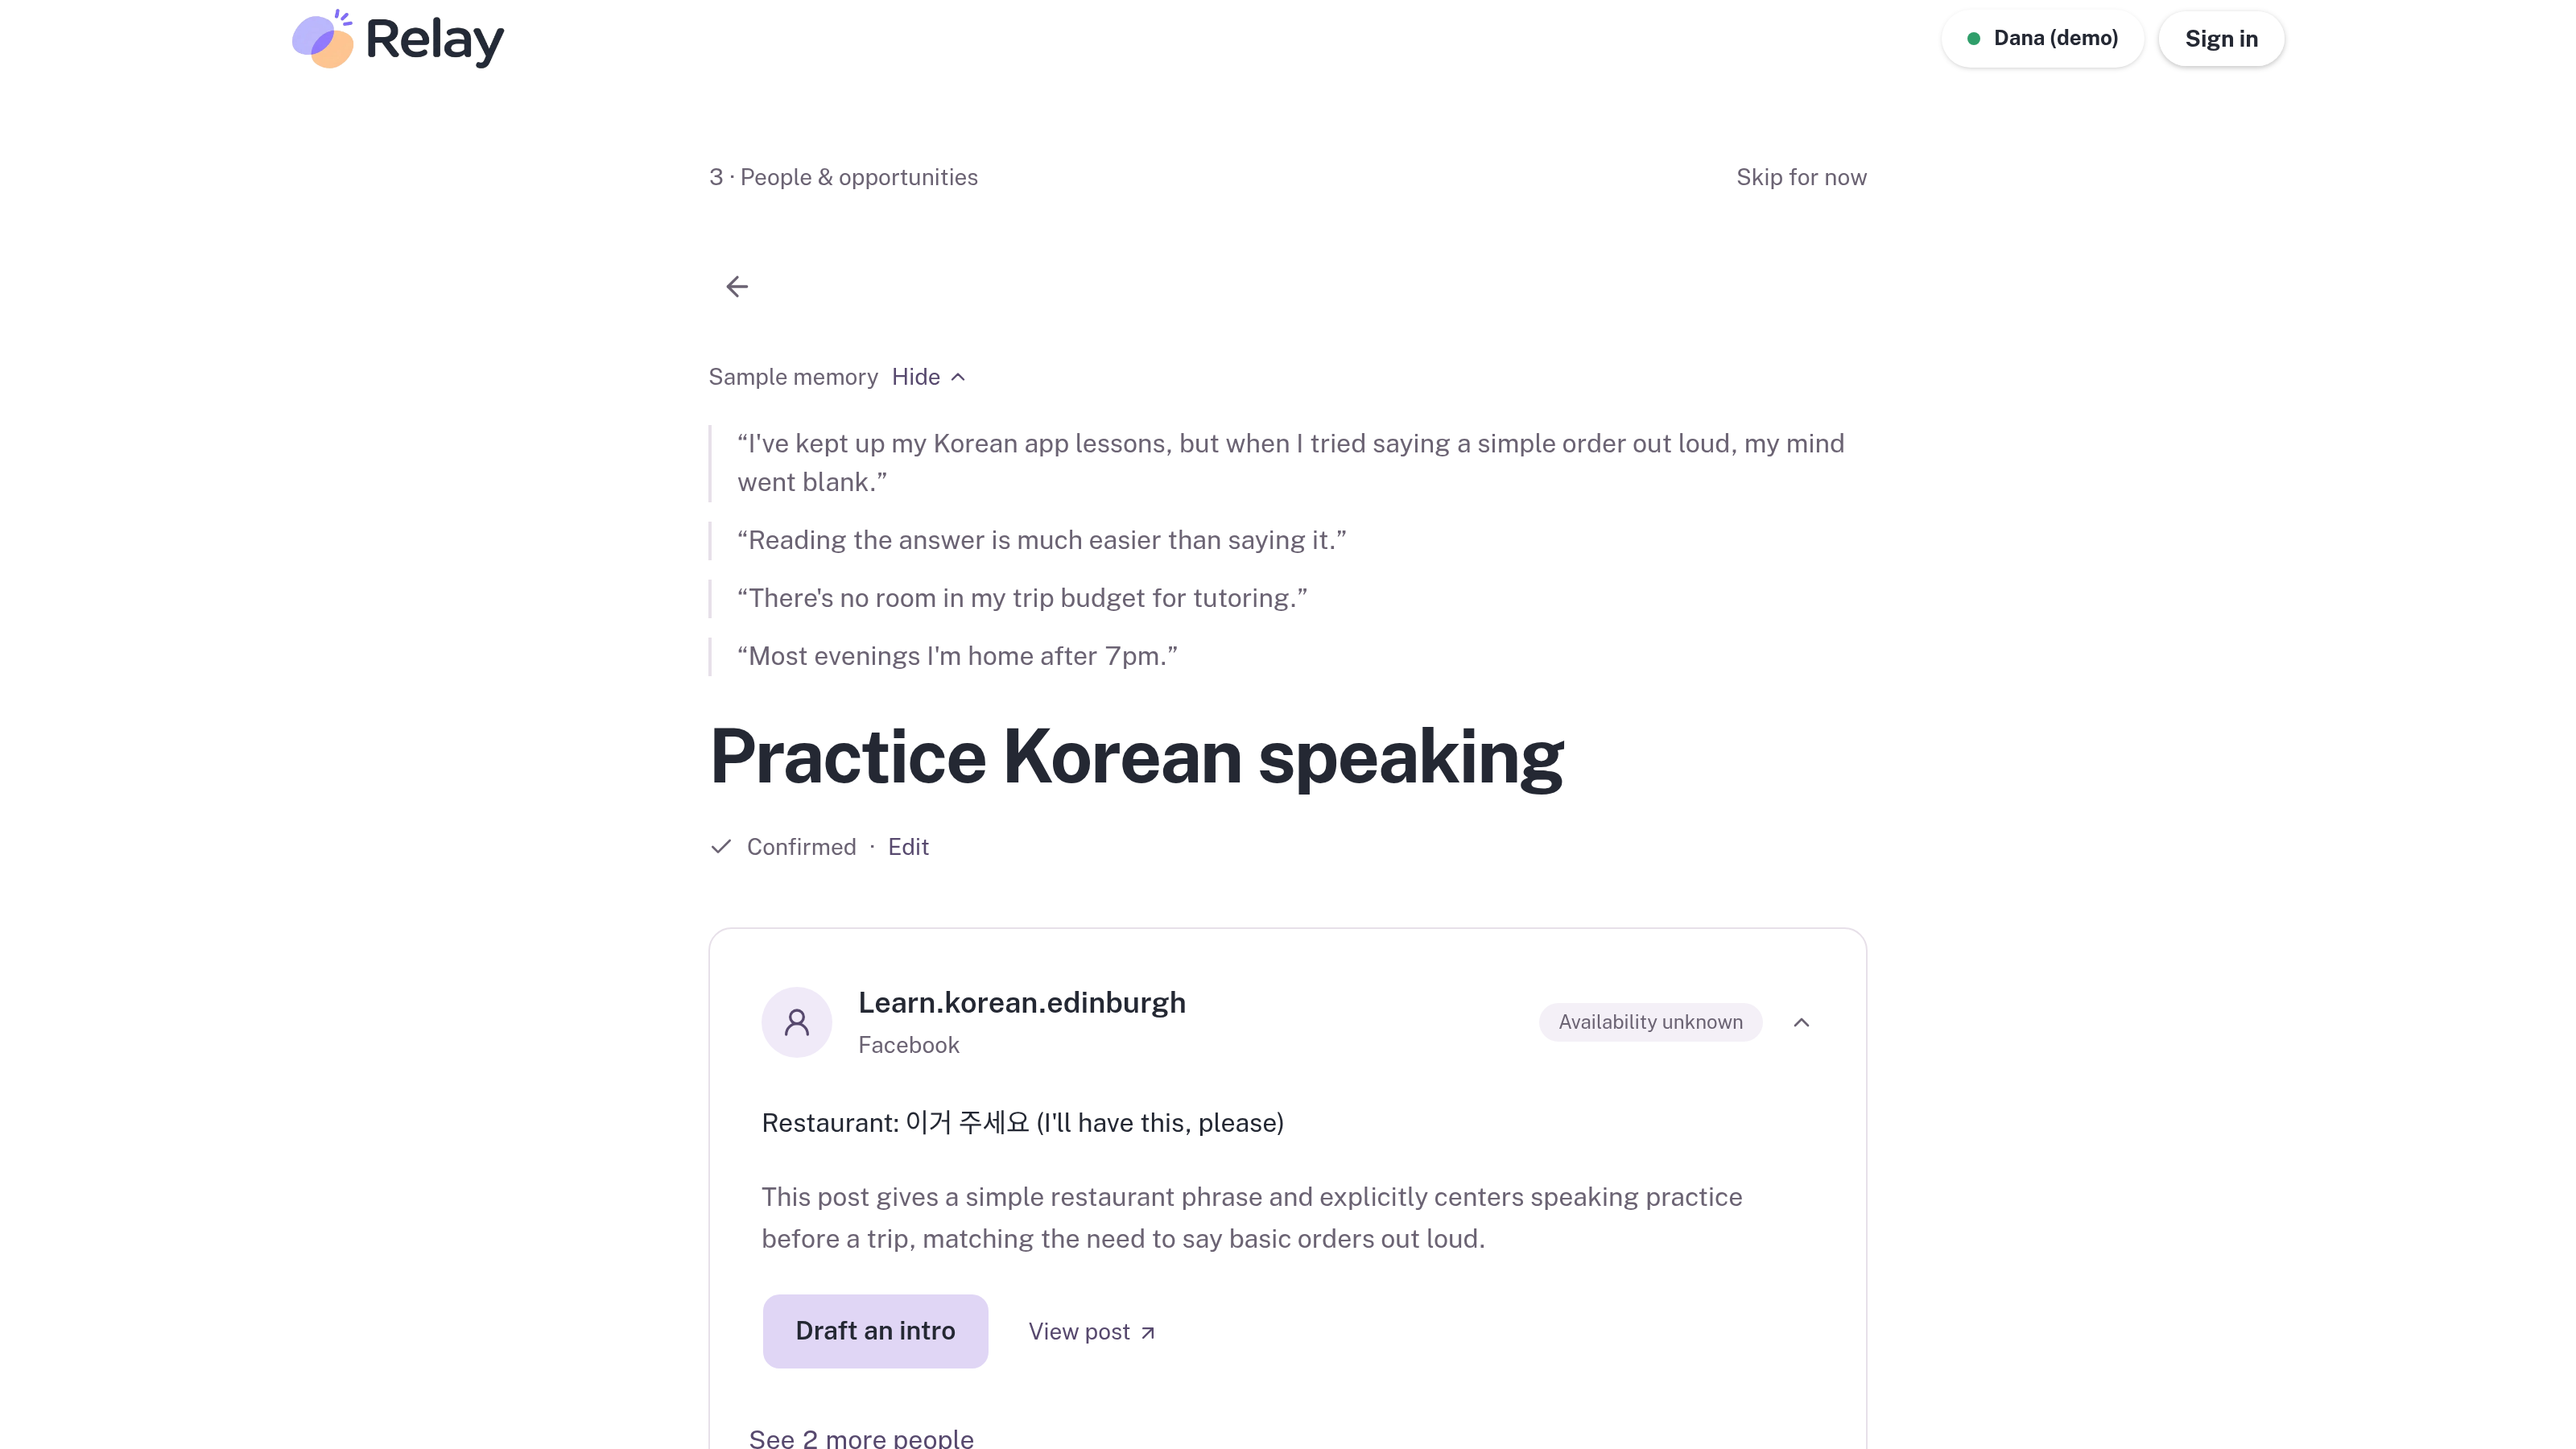 Relay
Dana (demo)
Sign in
3 · People & opportunities
Skip for now
Sample memory Hide
“I've kept up my Korean app lessons, but when I tried saying a simple order out loud, my mind
went blank.”
“Reading the answer is much easier than saying it.”
“There's no room in my trip budget for tutoring.”
“Most evenings I'm home after 7pm.”
Practice Korean speaking
Confirmed · Edit
Learn.korean.edinburgh
Facebook
Availability unknown
Restaurant: 이거 주세요 (I'll have this, please)
This post gives a simple restaurant phrase and explicitly centers speaking practice
before a trip, matching the need to say basic orders out loud.
Draft an intro
View post
See 2 more people